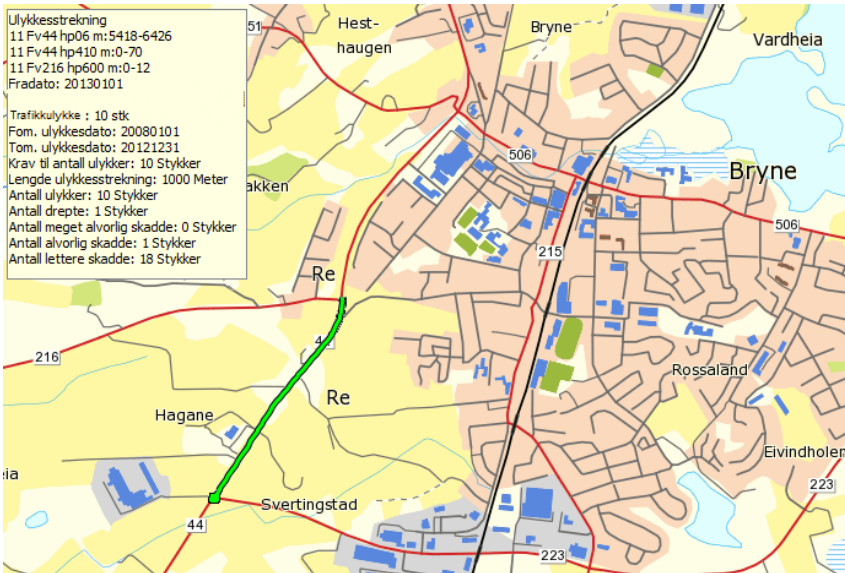 Ulykkesstrekning
11 Fv44 hp06 m:5418-6426
11 Fv44 hp410 m:0-70
11 Fv216 hp600 m:0-12
Fradato: 20130101
Trafikkulykke : 10 stk
Fom. ulykkesdato: 20080101
Tom. ulykkesdato: 20121231
Krav til antall ulykker: 10 Stykker
Lengde ulykkesstrekning: 1000 Meter
Antall ulykker: 10 Stykker
Antall drepte: 1 Stykker
Antall meget alvorlig skadde: 0 Stykker
Antall alvorlig skadde: 1 Stykker
Antall lettere skadde: 18 Stykker
51
Hest-
haugen
Bryne
Vardheia
506
Bryne
akken
506
215
Re
44
216
Re
Rossaland
Hagane
Eivindholen
eia
Svertingstad
223
44
223